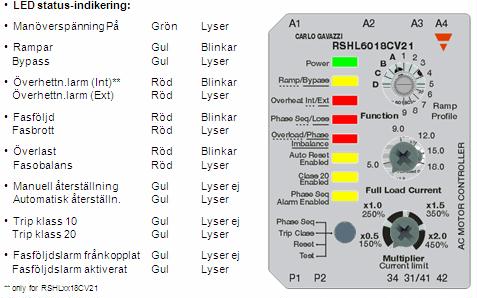 • LED status-indikering:
• Manöverspänning På Grön Lyser
• Rampar Gul Blinkar
Bypass Gul Lyser
• Överhettn.larm (Int)** Röd Blinkar
Överhettn.larm (Ext) Röd Lyser
• Fasföljd Röd Blinkar
Fasbrott Röd Lyser
• Överlast Röd Blinkar
Fasobalans Röd Lyser
• Manuell återställning Gul Lyser ej
Automatisk återställn. Gul Lyser
• Trip klass 10 Gul Lyser ej
Trip klass 20 Gul Lyser
• Fasföljdslarm frånkopplat Gul Lyser ej
Fasföljdslarm aktiverat Gul Lyser
** only for RSHLxx18CV21
A1 A2 A3 A4
CARLO GAVAZZI
RSHL6018CV21
Power
Ramp/Bypass
Overheat Int/Ext
Phase Seq/Loss
Overload/Phase
Imbalance
Auto Reset
Enabled
Class 20
Enabled
Phase Seq
Alarm Enabled
A 1
B 2
C 3
D 4
5
Ramp
Profile
Function
9.0 12.0
15.0
5.0 18.0
Full Load Current
x1.0 x1.5
250% 350%
x0.5 x2.0
150% 450%
Multiplier
Current limit
Phase Seq
Trip Class
Reset
Test
AC MOTOR CONTROLLER
P1 P2 34 31/41 42